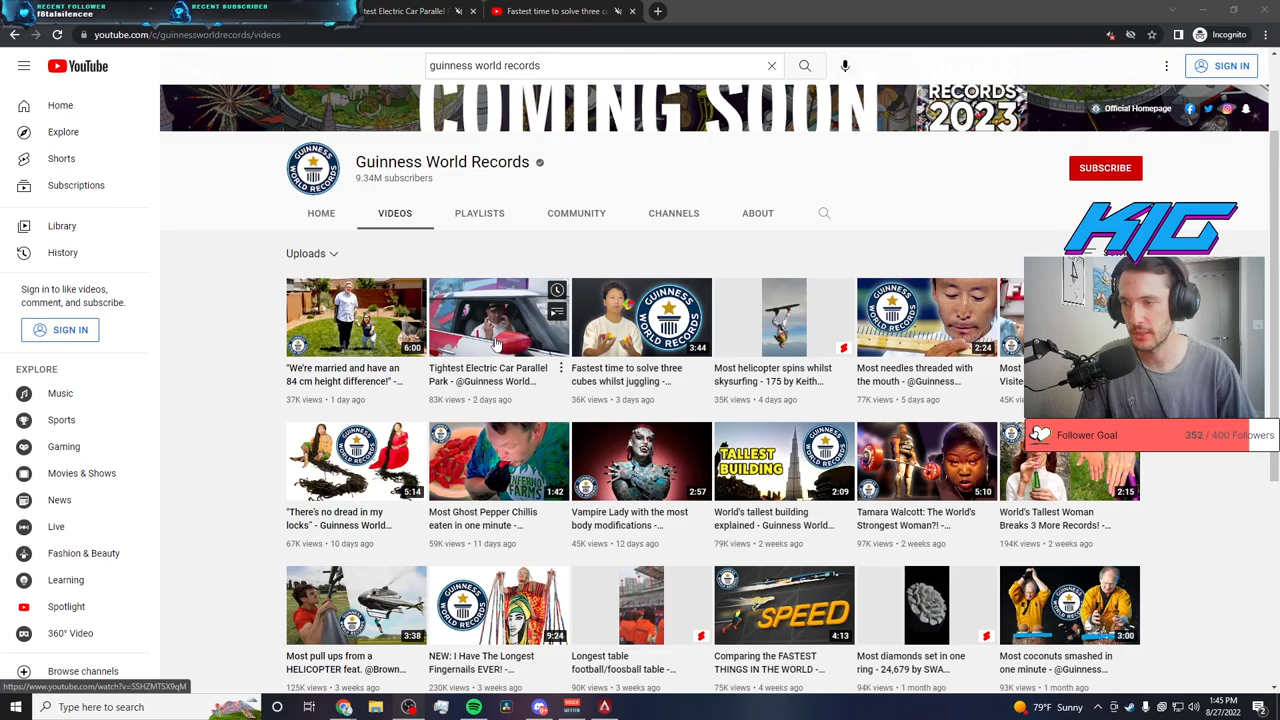 RECENT FOLLOWER
f8talsilencee
RECENT SUBSCRIBER
test Electric Car Parallel
Fastest time to solve three c
youtube.com/c/guinnessworldrecords/videos
Incognito
YouTube
guinness world records
SIGN IN
COMING SOON
RECORDS
2023
Official Homepage
Home
Explore
Shorts
Subscriptions
Library
History
Sign in to like videos,
comment, and subscribe.
SIGN IN
EXPLORE
Music
Sports
Gaming
Movies & Shows
News
Live
Fashion & Beauty
Learning
Spotlight
360° Video
Browse channels
Guinness World Records
9.34M subscribers
SUBSCRIBE
HOME
VIDEOS
PLAYLISTS
COMMUNITY
CHANNELS
ABOUT
KIC
Uploads
6:00
GUINNESS
WORLD
RECORDS
3:44
2:24
"We're married and have an
84 cm height difference!" -...
37K views • 1 day ago
Tightest Electric Car Parallel
Park - @Guinness World...
83K views • 2 days ago
Fastest time to solve three
cubes whilst juggling -...
36K views • 3 days ago
Most helicopter spins whilst
skysurfing - 175 by Keith...
35K views • 4 days ago
Most needles threaded with
the mouth - @Guinness...
77K views • 5 days ago
Most
Visite
45K vi
Follower Goal
352 / 400 Followers
5:14
1:42
2:57
TALLEST
BUILDING
2:09
5:10
2:15
"There's no dread in my
locks" - Guinness World...
67K views • 10 days ago
Most Ghost Pepper Chillis
eaten in one minute -...
59K views • 11 days ago
Vampire Lady with the most
body modifications -...
45K views • 12 days ago
World's tallest building
explained - Guinness World...
79K views • 2 weeks ago
Tamara Walcott: The World's
Strongest Woman?! -...
97K views • 2 weeks ago
World's Tallest Woman
Breaks 3 More Records! -...
194K views • 2 weeks ago
3:38
9:24
SPEED
4:13
3:00
Most pull ups from a
HELICOPTER feat. @Brown...
125K views • 3 weeks ago
NEW: I Have The Longest
Fingernails EVER! -...
230K views • 3 weeks ago
Longest table
football/foosball table -...
90K views • 3 weeks ago
Comparing the FASTEST
THINGS IN THE WORLD -...
75K views • 4 weeks ago
Most diamonds set in one
ring - 24,679 by SWA...
94K views • 1 month ago
Most coconuts smashed in
one minute - @Guinness...
93K views • 1 month ago
https://www.youtube.com/watch?v=SSHZMTSX9qM
Type here to search
79°F Sunny
1:45 PM
8/27/2022